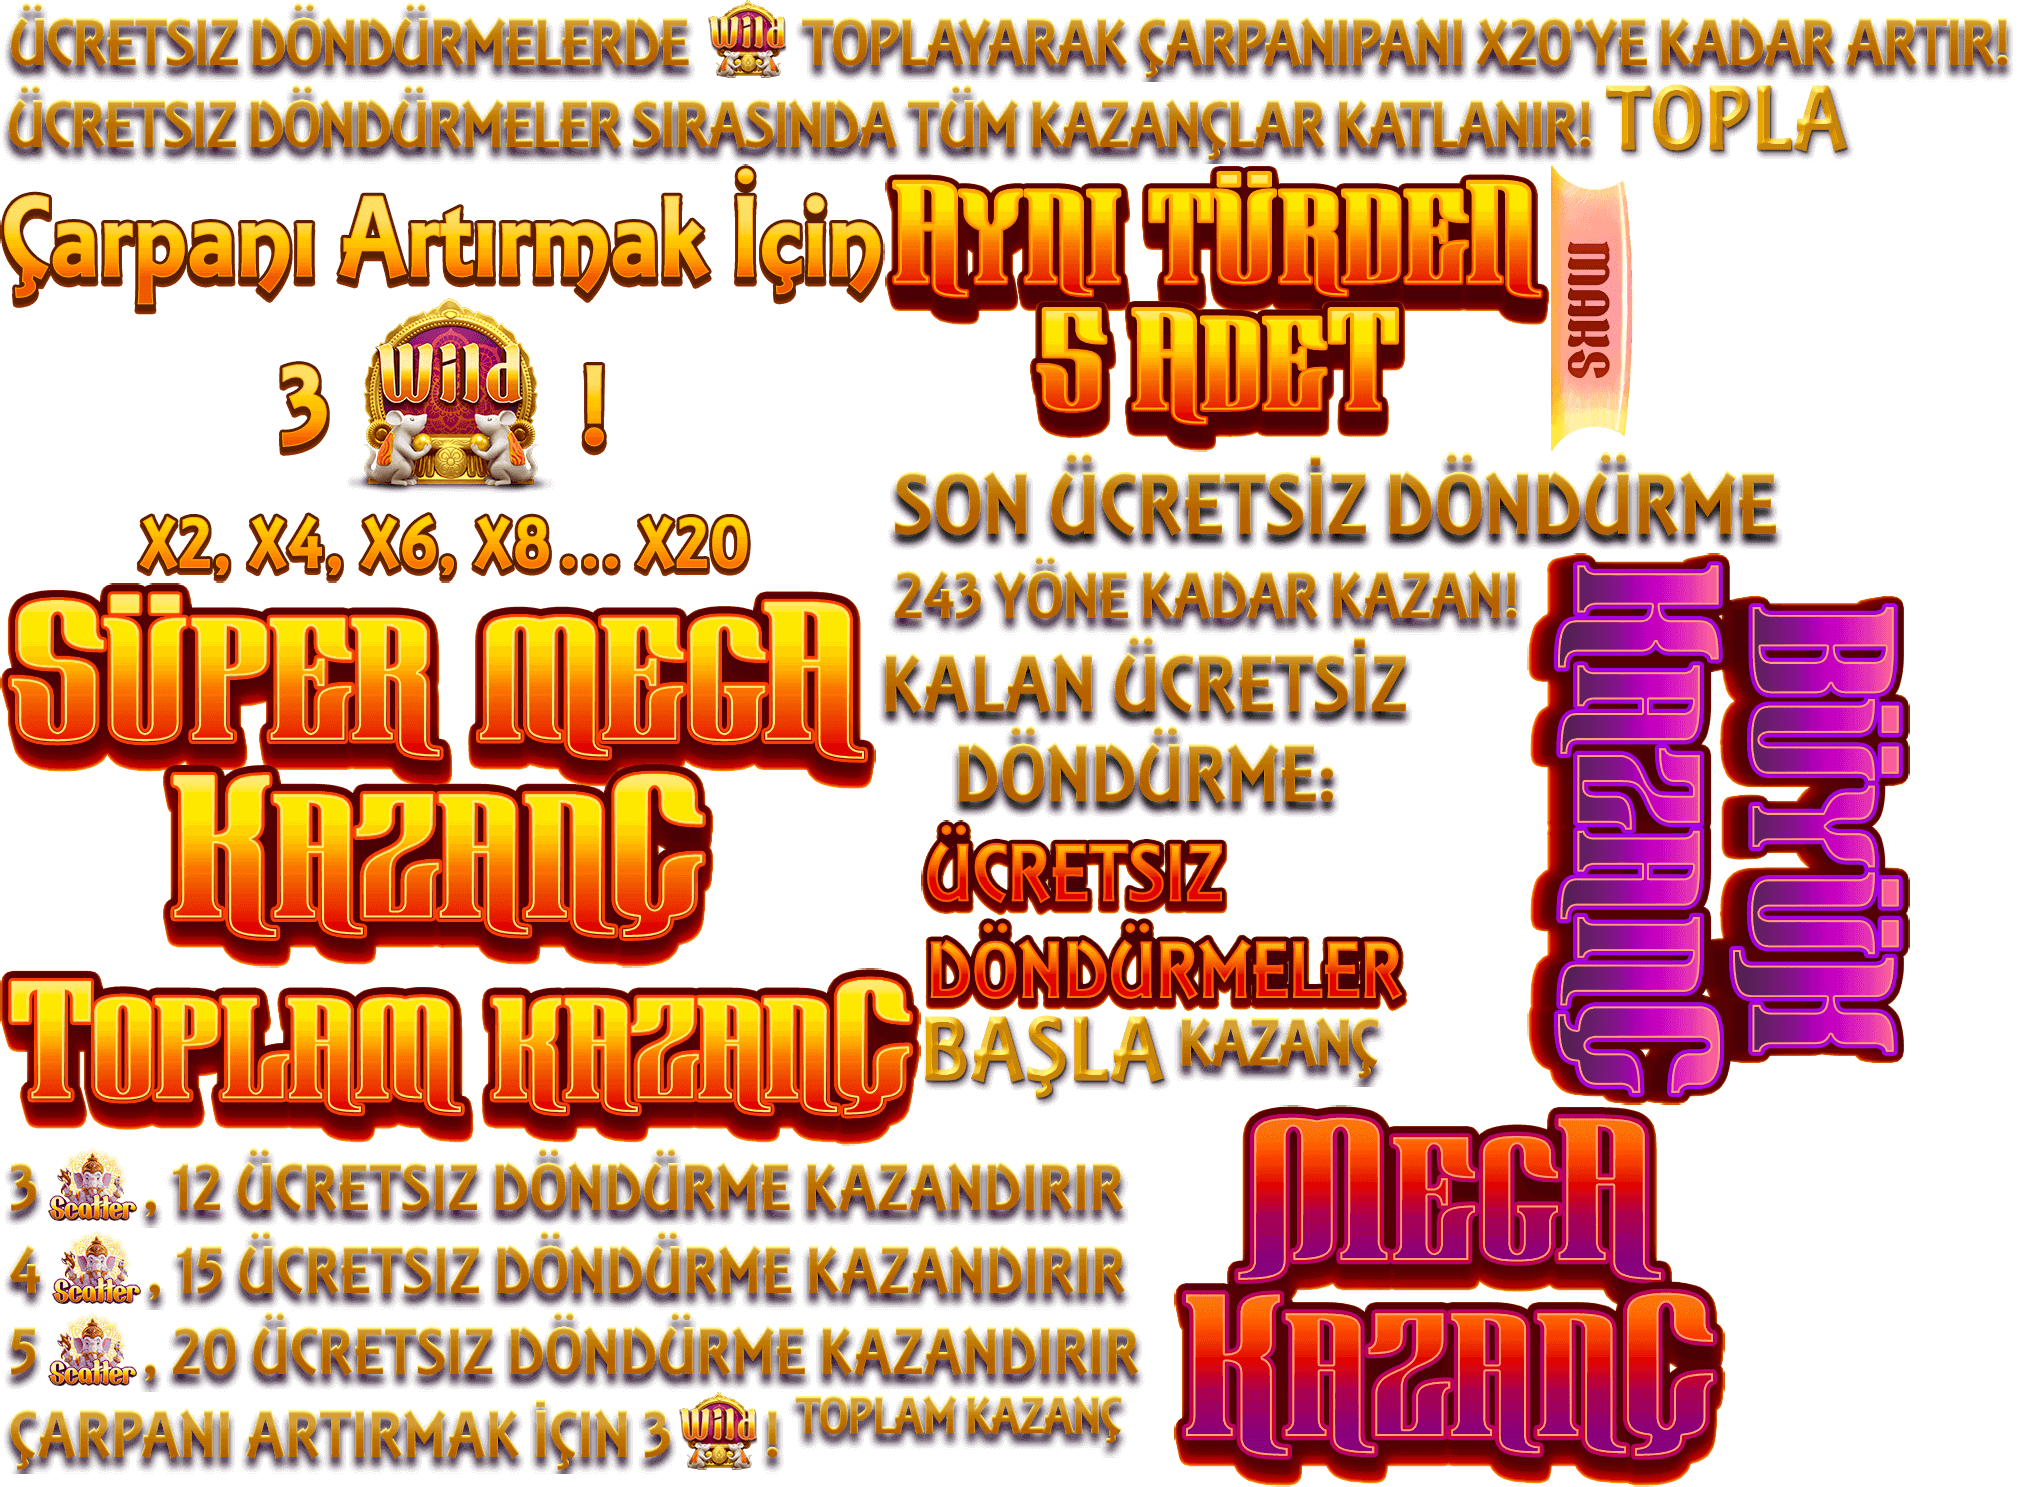 ÜCRETSIZ DÖNDÜRMELERDE Wild TOPLAYARAK ÇARPANIPANI X20'YE KADAR ARTIR!
ÜCRETSIZ DÖNDÜRMELER SIRASINDA TÜM KAZANÇLAR KATLANIR!
TOPLA
Çarpanı Artırmak İçin
3 Wild !
X2, X4, X6, X8... X20
AYNI TÜRDEN
5 ADET
MAKS
SON ÜCRETSİZ DÖNDÜRME
243 YÖNE KADAR KAZAN!
KALAN ÜCRETSİZ
DÖNDÜRME:
BÜYÜK
KAZANÇ
SÜPER MEGA
KAZANÇ
ÜCRETSIZ
DÖNDÜRMELER
TOPLAM KAZANÇ
BAŞLA
KAZANÇ
MEGA
KAZANÇ
3 Scatter, 12 ÜCRETSIZ DÖNDÜRME KAZANDIRIR
4 Scatter, 15 ÜCRETSIZ DÖNDÜRME KAZANDIRIR
5 Scatter, 20 ÜCRETSIZ DÖNDÜRME KAZANDIRIR
ÇARPANI ARTIRMAK İÇIN 3 Wild !
TOPLAM KAZANÇ